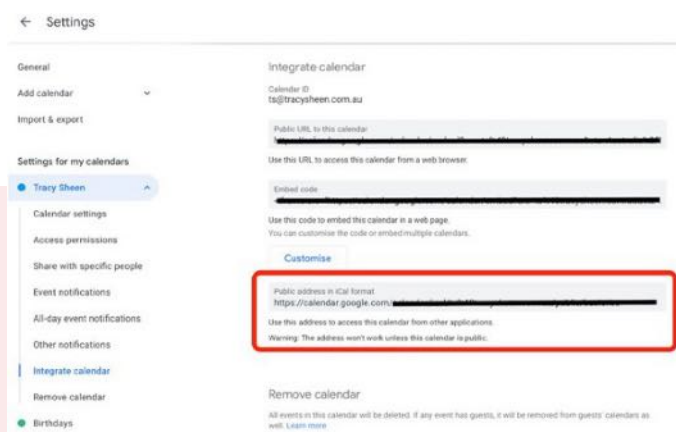 Settings
General
Add calendar
Import & export
Settings for my calendars
Tracy Sheen
Calendar settings
Access permissions
Share with specific people
Event notifications
All-day event notifications
Other notifications
Integrate calendar
Remove calendar
Birthdays
Integrate calendar
Calendar ID
ts@tracysheen.com.au
Public URL to this calendar
Use this URL to access this calendar from a web browser.
Embed code
Use this code to embed this calendar in a web page.
You can customise the code or embed multiple calendars.
Customise
Public address in iCal format
https://calendar.google.com/
Use this address to access this calendar from other applications.
Warning: The address won't work unless this calendar is public.
Remove calendar
All events in this calendar will be deleted. If any event has guests, it will be removed from guests' calendars as
well. Learn more